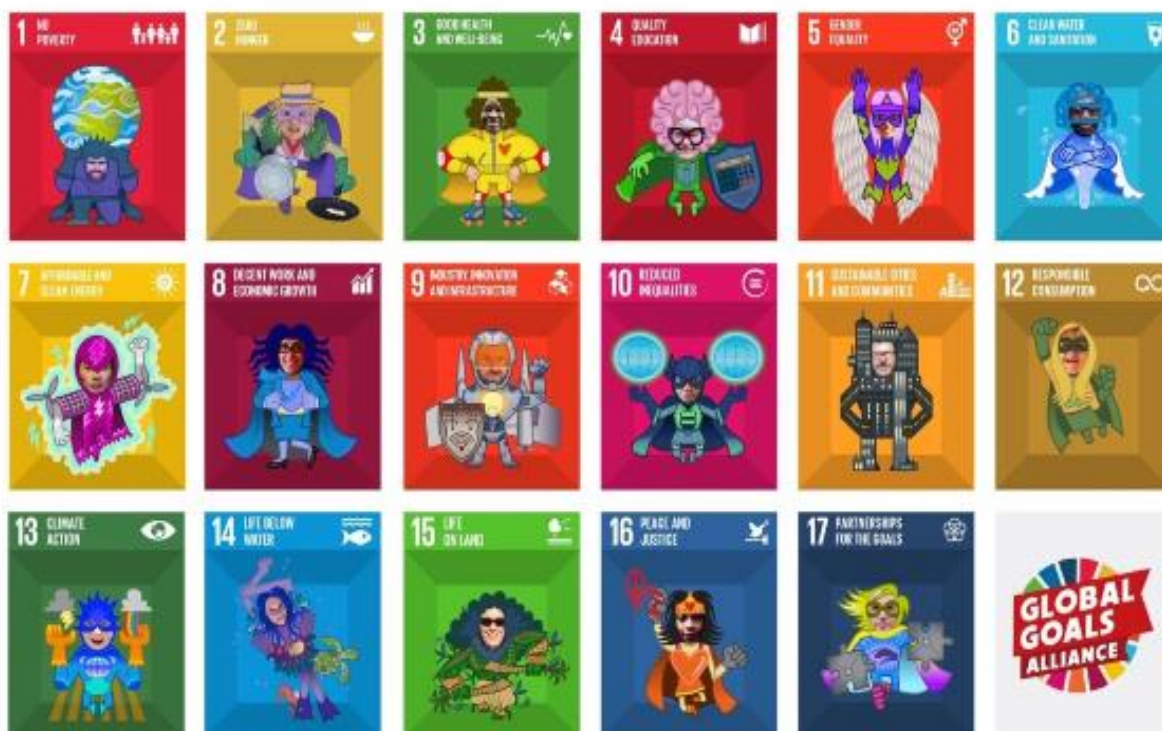 1 NO
POVERTY
2 ZERO
HUNGER
3 GOOD HEALTH
AND WELL-BEING
4 QUALITY
EDUCATION
5 GENDER
EQUALITY
6 CLEAN WATER
AND SANITATION
7 AFFORDABLE AND
CLEAN ENERGY
8 DECENT WORK AND
ECONOMIC GROWTH
9 INDUSTRY, INNOVATION
AND INFRASTRUCTURE
10 REDUCED
INEQUALITIES
11 SUSTAINABLE CITIES
AND COMMUNITIES
12 RESPONSIBLE
CONSUMPTION
13 CLIMATE
ACTION
14 LIFE BELOW
WATER
15 LIFE
ON LAND
16 PEACE AND
JUSTICE
17 PARTNERSHIPS
FOR THE GOALS
GLOBAL
GOALS
ALLIANCE